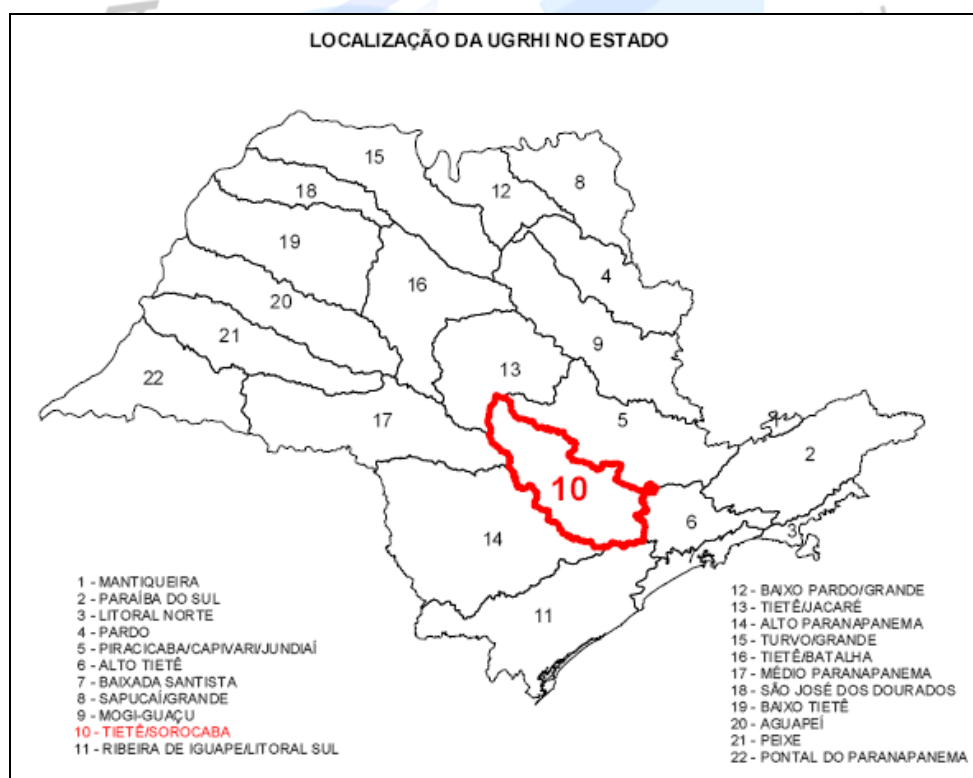 LOCALIZAÇÃO DA UGRHI NO ESTADO
15
12
8
18
19
4
16
20
9
21
13
22
5
17
1
2
10
6
3
14
11
1 - MANTIQUEIRA
2 - PARAÍBA DO SUL
3 - LITORAL NORTE
4 - PARDO
5 - PIRACICABA/CAPIVARI/JUNDIAÍ
6 - ALTO TIETÊ
7 - BAIXADA SANTISTA
8 - SAPUCAÍ/GRANDE
9 - MOGI-GUAÇU
10 - TIETÊ/SOROCABA
11 - RIBEIRA DE IGUAPE/LITORAL SUL
12 - BAIXO PARDO/GRANDE
13 - TIETÊ/JACARÉ
14 - ALTO PARANAPANEMA
15 - TURVO/GRANDE
16 - TIETÊ/BATALHA
17 - MÉDIO PARANAPANEMA
18 - SÃO JOSÉ DOS DOURADOS
19 - BAIXO TIETÊ
20 - AGUAPEÍ
21 - PEIXE
22 - PONTAL DO PARANAPANEMA